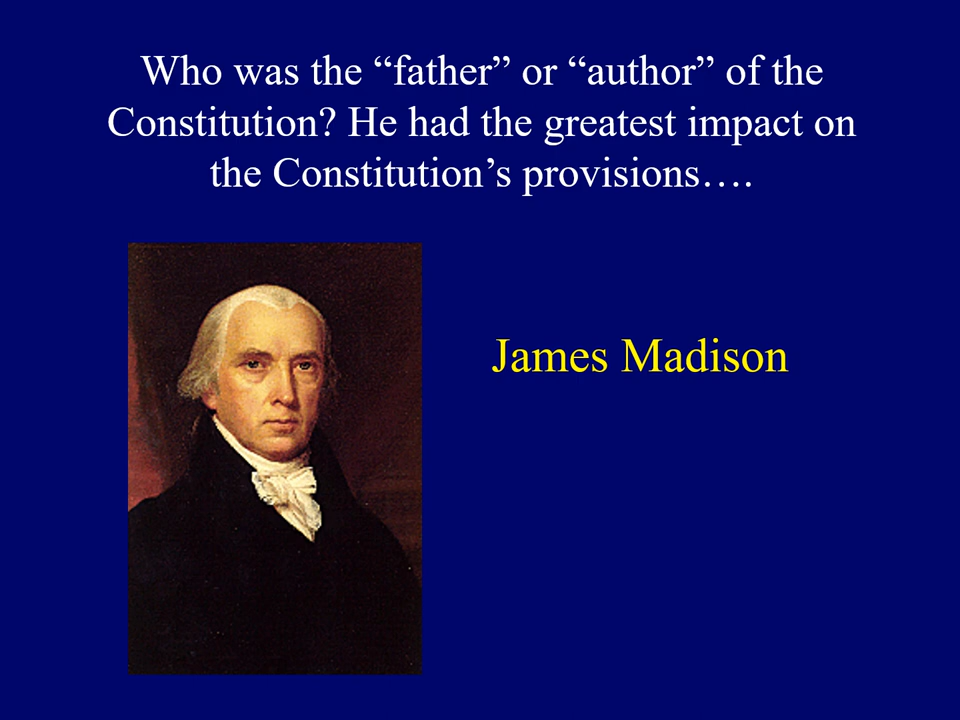 Who was the “father” or “author” of the
Constitution? He had the greatest impact on
the Constitution’s provisions….
James Madison